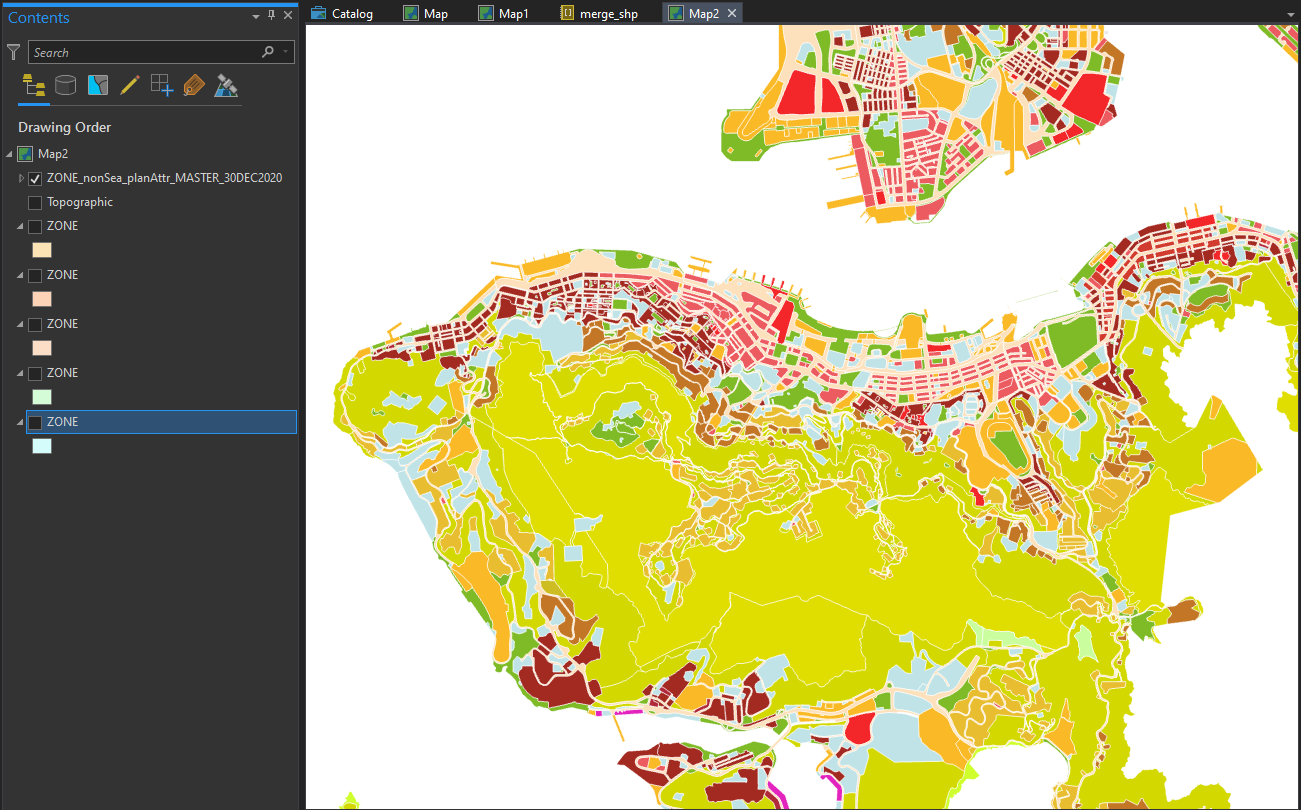 Contents
Catalog
Map
Map1
merge_shp
Map2
Search
Drawing Order
Map2
ZONE_nonSea_planAttr_MASTER_30DEC2020
Topographic
ZONE
ZONE
ZONE
ZONE
ZONE